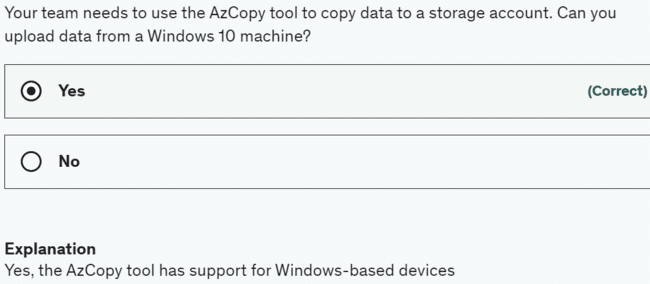 Your team needs to use the AzCopy tool to copy data to a storage account. Can you
upload data from a Windows 10 machine?
Yes (Correct)
No
Explanation
Yes, the AzCopy tool has support for Windows-based devices